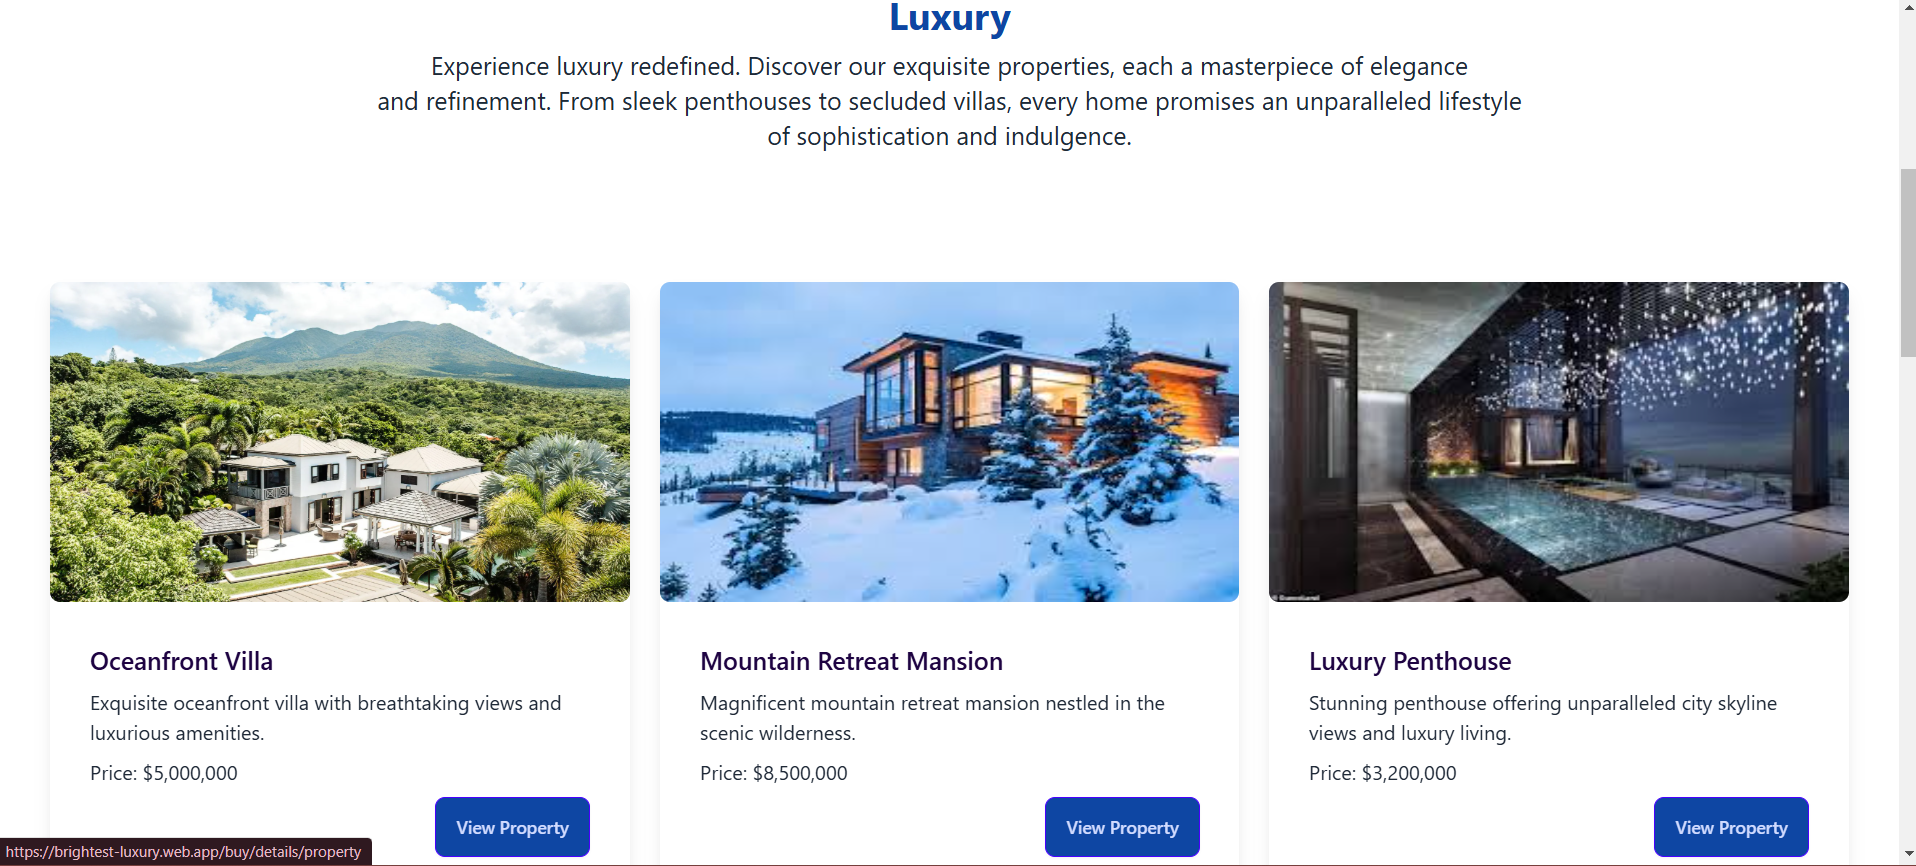 Luxury
Experience luxury redefined. Discover our exquisite properties, each a masterpiece of elegance
and refinement. From sleek penthouses to secluded villas, every home promises an unparalleled lifestyle
of sophistication and indulgence.
Oceanfront Villa
Exquisite oceanfront villa with breathtaking views and
luxurious amenities.
Price: $5,000,000
View Property
Mountain Retreat Mansion
Magnificent mountain retreat mansion nestled in the
scenic wilderness.
Price: $8,500,000
View Property
Luxury Penthouse
Stunning penthouse offering unparalleled city skyline
views and luxury living.
Price: $3,200,000
View Property
https://brightest-luxury.web.app/buy/details/property